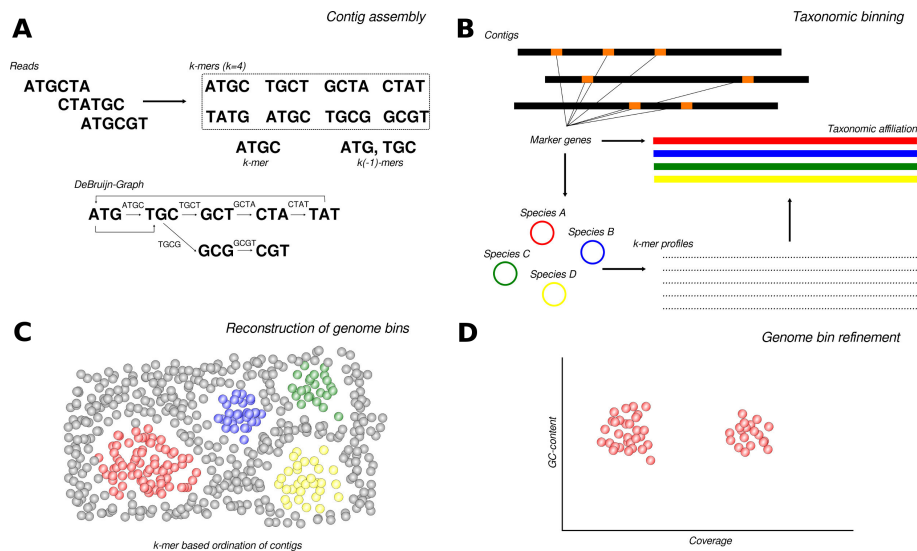 A
Contig assembly
Reads
ATGCTA
CTATGC
ATGCGT
k-mers (k=4)
ATGC TGCT GCTA CTAT
TATG ATGC TGCG GCGT
ATGC
k-mer
ATG, TGC
k(-1)-mers
DeBruijn-Graph
ATGC TGCT GCTA CTAT
ATG TGC GCT CTA TAT
TGCG GCGT
GCG CGT
B
Taxonomic binning
Contigs
Marker genes
Taxonomic affiliation
Species A
Species B
Species C
Species D
k-mer profiles
C
Reconstruction of genome bins
k-mer based ordination of contigs
D
Genome bin refinement
GC-content
Coverage